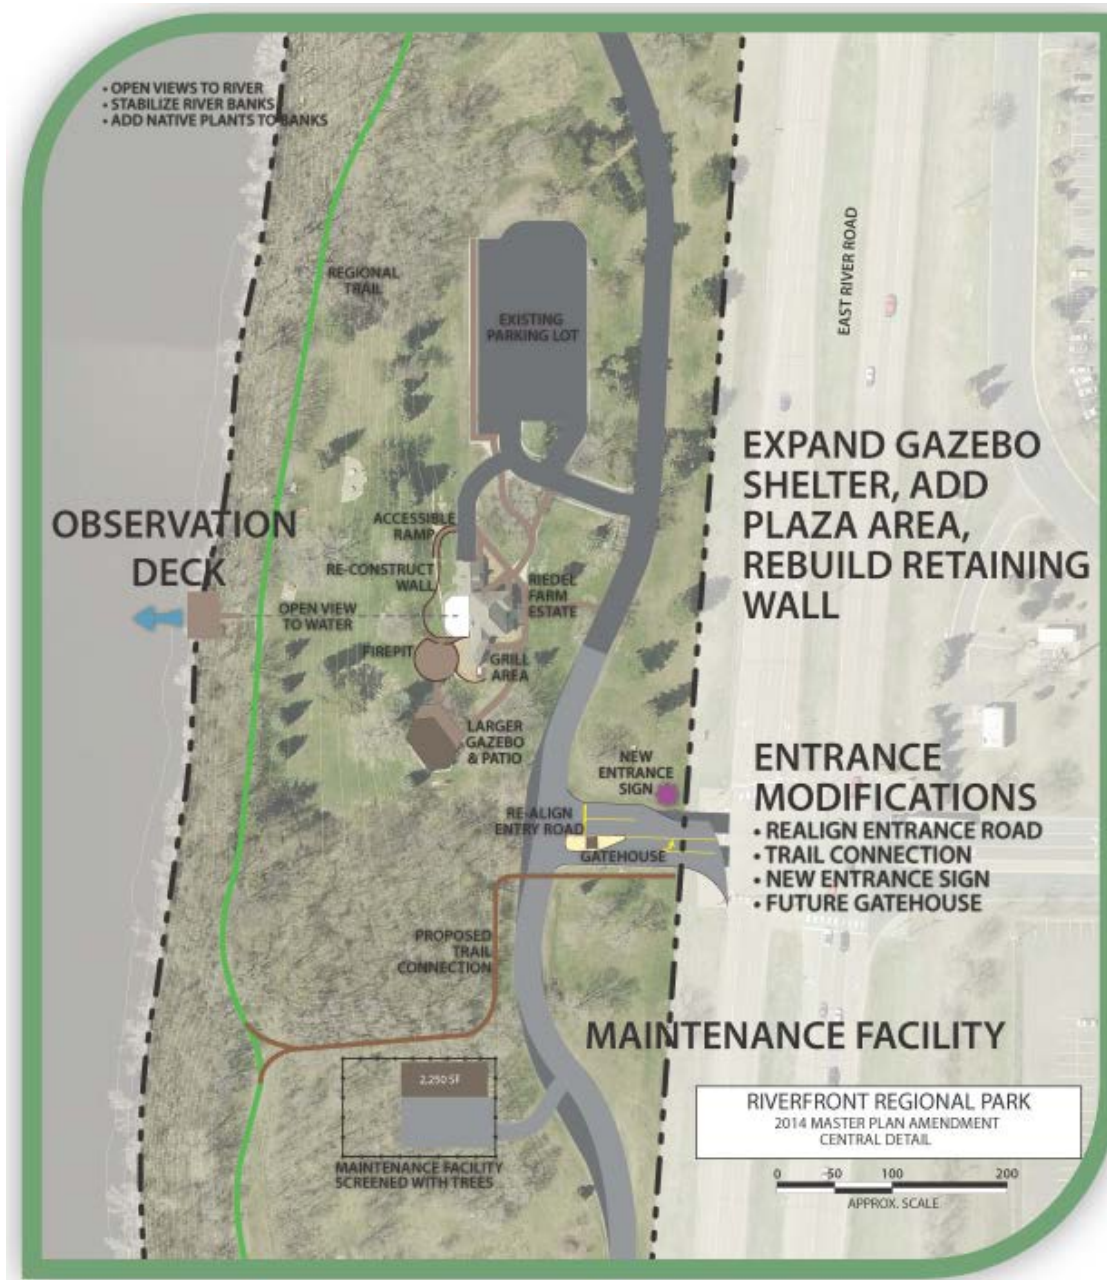 • OPEN VIEWS TO RIVER
• STABILIZE RIVER BANKS
• ADD NATIVE PLANTS TO BANKS
REGIONAL
TRAIL
EAST RIVER ROAD
EXISTING
PARKING LOT
EXPAND GAZEBO
SHELTER, ADD
PLAZA AREA,
REBUILD RETAINING
WALL
OBSERVATION
DECK
ACCESSIBLE
RAMP
RE-CONSTRUCT
WALL
RIEDEL
FARM
ESTATE
OPEN VIEW
TO WATER
FIREPIT
GRILL
AREA
LARGER
GAZEBO
& PATIO
NEW
ENTRANCE
SIGN
ENTRANCE
MODIFICATIONS
• REALIGN ENTRANCE ROAD
• TRAIL CONNECTION
• NEW ENTRANCE SIGN
• FUTURE GATEHOUSE
RE-ALIGN
ENTRY ROAD
GATEHOUSE
PROPOSED
TRAIL
CONNECTION
MAINTENANCE FACILITY
2,250 SF
MAINTENANCE FACILITY
SCREENED WITH TREES
RIVERFRONT REGIONAL PARK
2014 MASTER PLAN AMENDMENT
CENTRAL DETAIL
0 50 100 200
APPROX. SCALE